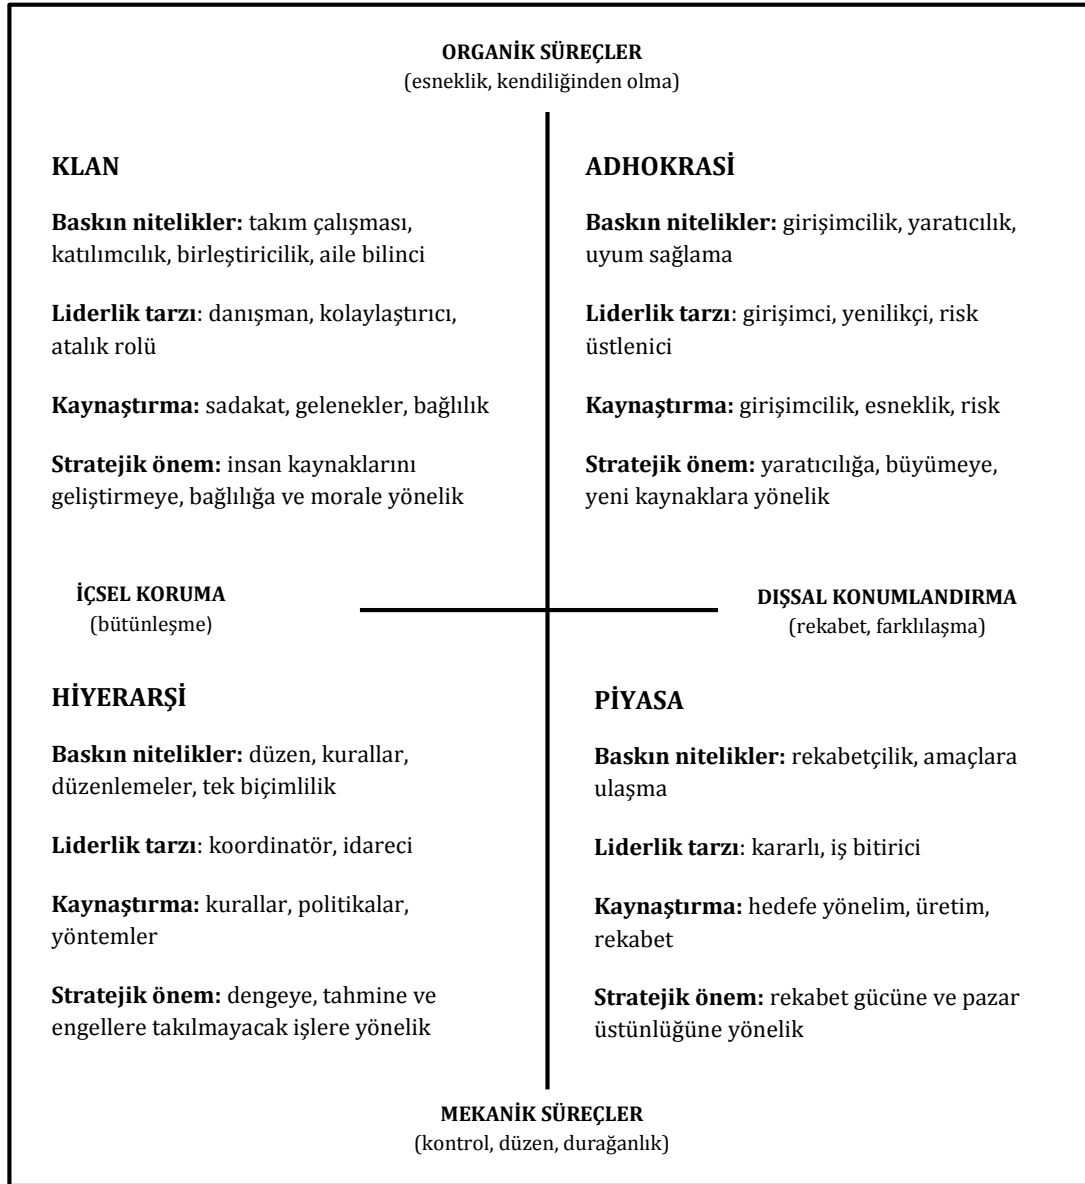 ORGANİK SÜREÇLER
(esneklik, kendiliğinden olma)
KLAN
Baskın nitelikler: takım çalışması,
katılımcılık, birleştiricilik, aile bilinci
Liderlik tarzı: danışman, kolaylaştırıcı,
atalık rolü
Kaynaştırma: sadakat, gelenekler, bağlılık
Stratejik önem: insan kaynaklarını
geliştirmeye, bağlılığa ve morale yönelik
ADHOKRASİ
Baskın nitelikler: girişimcilik, yaratıcılık,
uyum sağlama
Liderlik tarzı: girişimci, yenilikçi, risk
üstlenici
Kaynaştırma: girişimcilik, esneklik, risk
Stratejik önem: yaratıcılığa, büyümeye,
yeni kaynaklara yönelik
İÇSEL KORUMA
(bütünleşme)
DIŞSAL KONUMLANDIRMA
(rekabet, farklılaşma)
HİYERARŞİ
Baskın nitelikler: düzen, kurallar,
düzenlemeler, tek biçimlilik
Liderlik tarzı: koordinatör, idareci
Kaynaştırma: kurallar, politikalar,
yöntemler
Stratejik önem: dengeye, tahmine ve
engellere takılmayacak işlere yönelik
PİYASA
Baskın nitelikler: rekabetçilik, amaçlara
ulaşma
Liderlik tarzı: kararlı, iş bitirici
Kaynaştırma: hedefe yönelim, üretim,
rekabet
Stratejik önem: rekabet gücüne ve pazar
üstünlüğüne yönelik
MEKANİK SÜREÇLER
(kontrol, düzen, durağanlık)